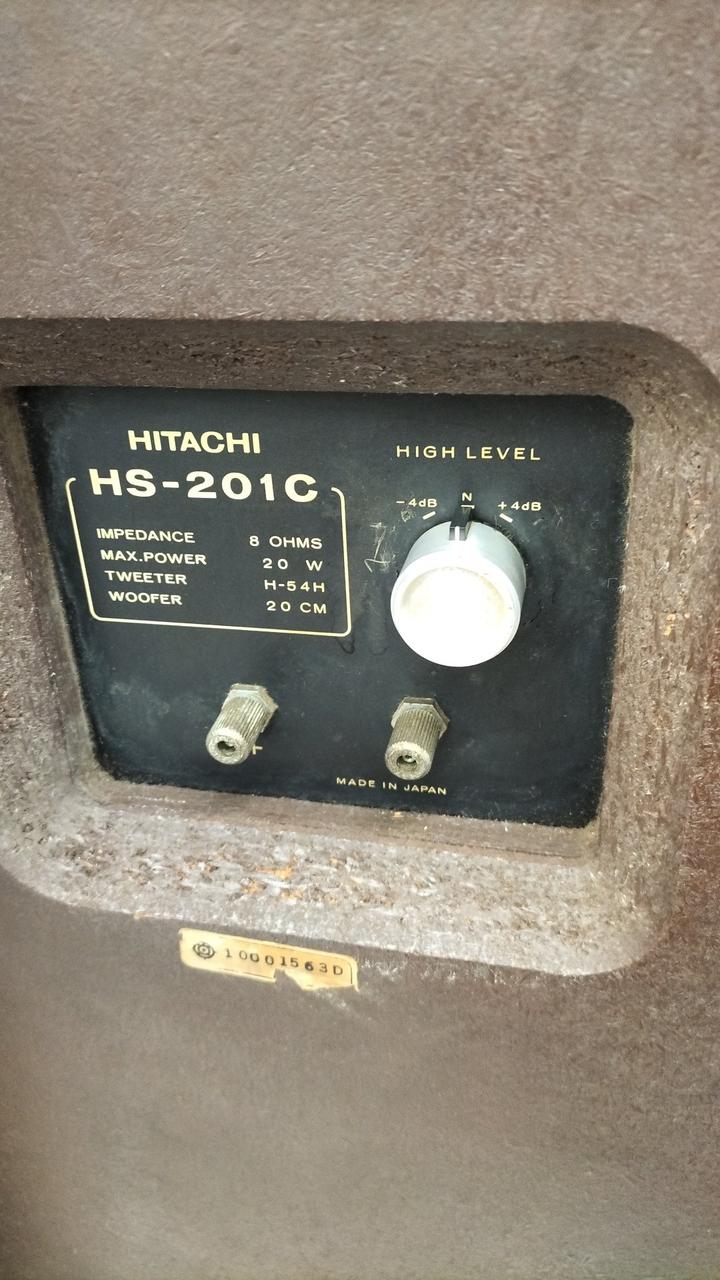 HITACHI
HS-201C
IMPEDANCE 8 OHMS
MAX.POWER 20 W
TWEETER H-54H
WOOFER 20 CM
HIGH LEVEL
-4dB N +4dB
+
MADE IN JAPAN
10001563D